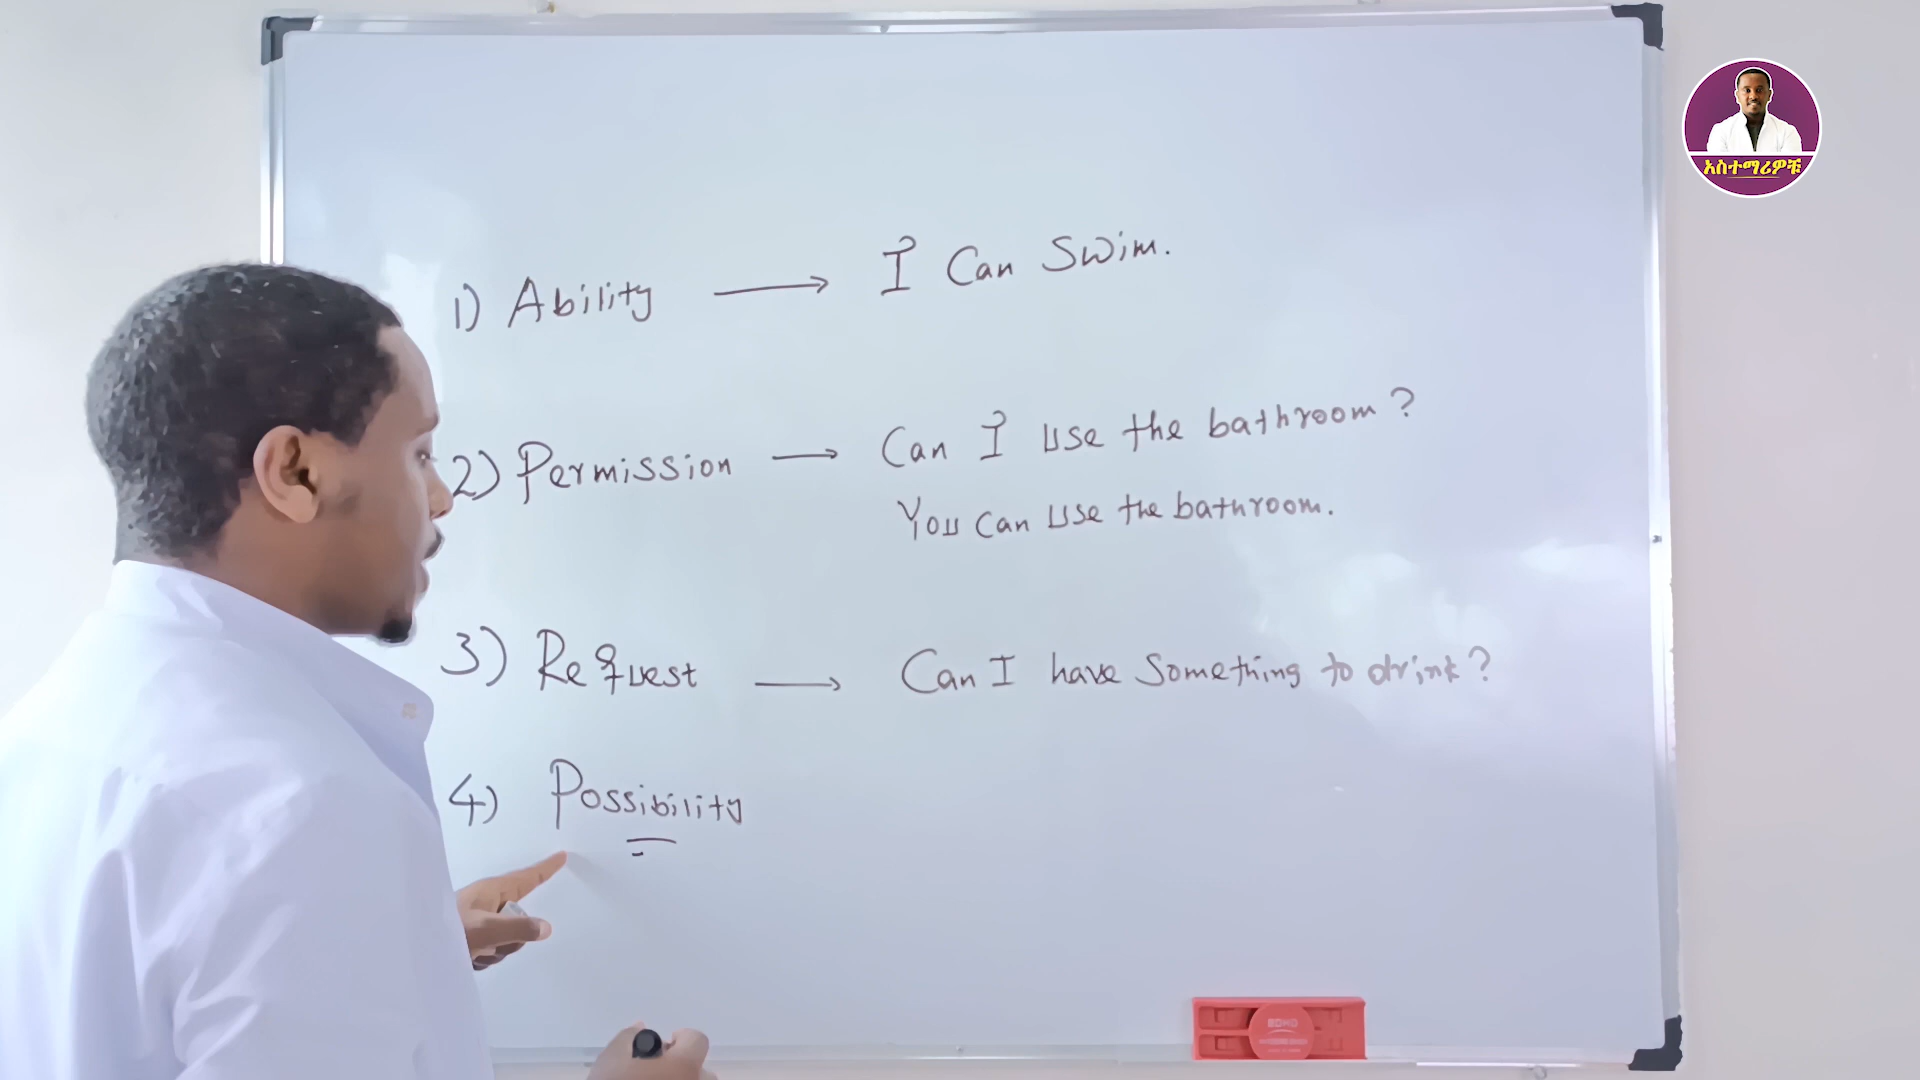 አስተማሪዎቹ
1) Ability → I Can Swim.
2) Permission → Can I use the bathroom?
You can use the bathroom.
3) Request → Can I have Something to drink?
4) Possibility